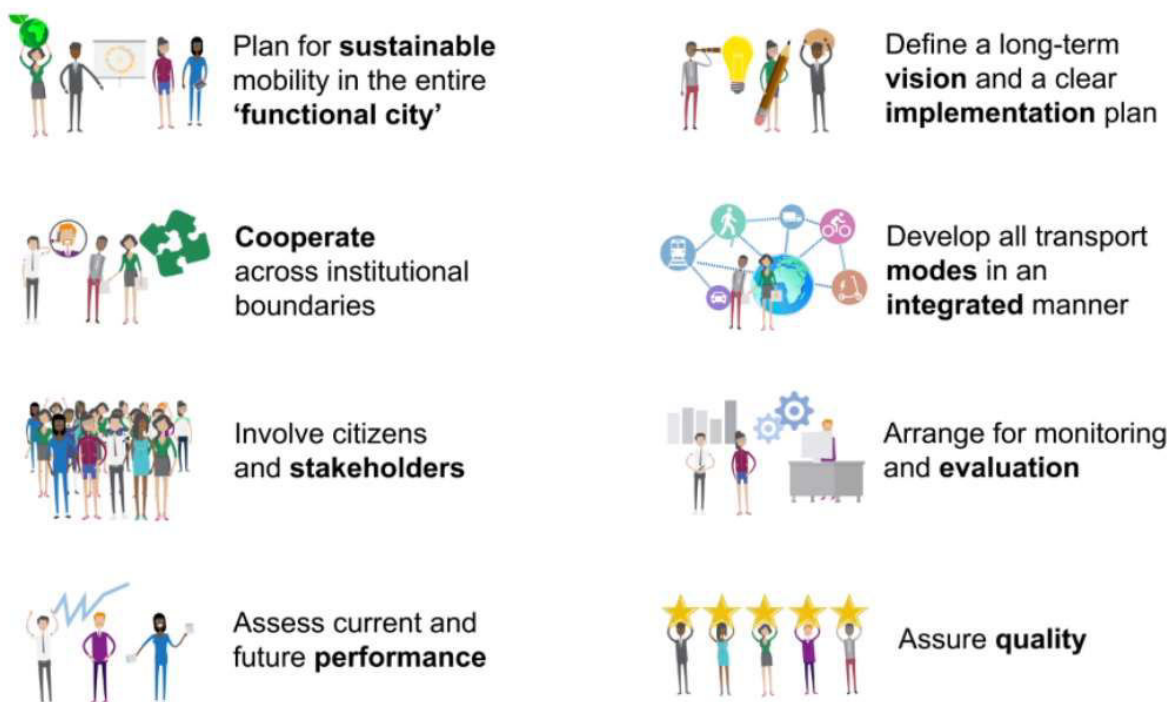 Plan for sustainable
mobility in the entire
‘functional city’
Cooperate
across institutional
boundaries
Involve citizens
and stakeholders
Assess current and
future performance
Define a long-term
vision and a clear
implementation plan
Develop all transport
modes in an
integrated manner
Arrange for monitoring
and evaluation
Assure quality